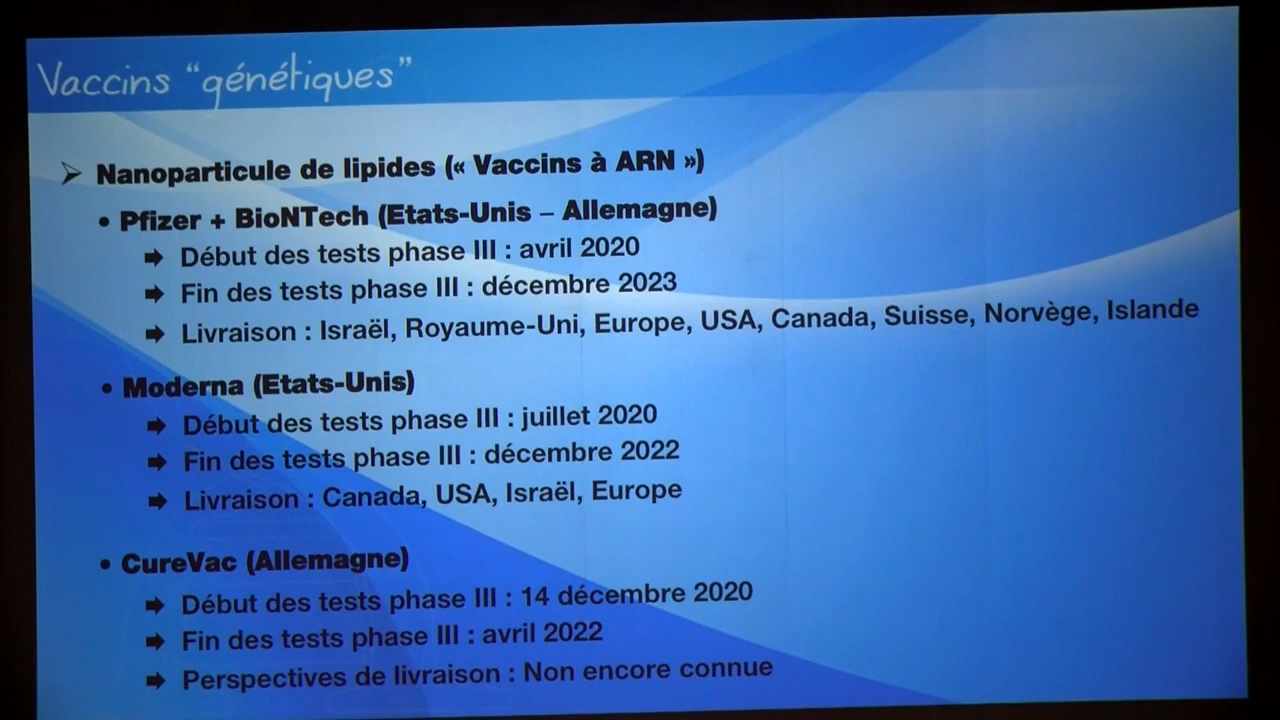 Vaccins “génétiques”
➢ Nanoparticule de lipides (« Vaccins à ARN »)
• Pfizer + BioNTech (Etats-Unis – Allemagne)
➡ Début des tests phase III : avril 2020
➡ Fin des tests phase III : décembre 2023
➡ Livraison : Israël, Royaume-Uni, Europe, USA, Canada, Suisse, Norvège, Islande
• Moderna (Etats-Unis)
➡ Début des tests phase III : juillet 2020
➡ Fin des tests phase III : décembre 2022
➡ Livraison : Canada, USA, Israël, Europe
• CureVac (Allemagne)
➡ Début des tests phase III : 14 décembre 2020
➡ Fin des tests phase III : avril 2022
➡ Perspectives de livraison : Non encore connue